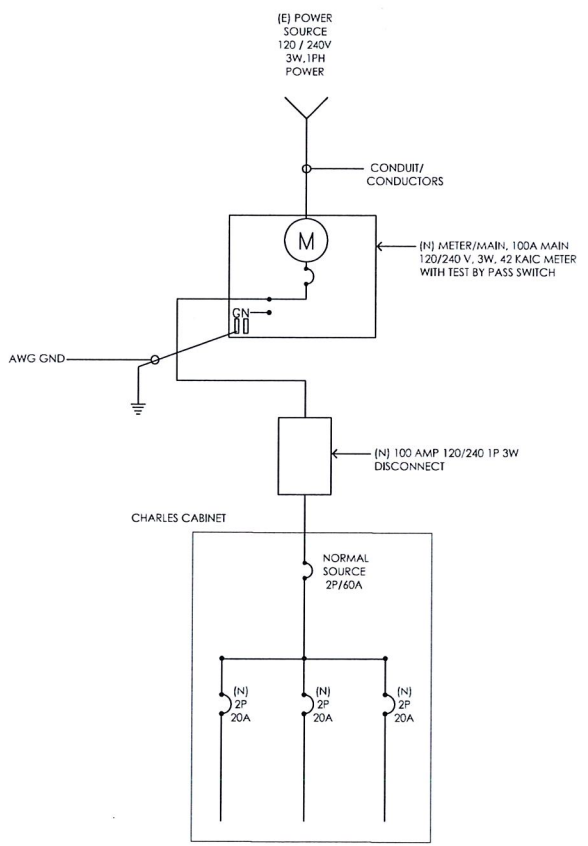 (E) POWER
SOURCE
120 / 240V
3W,1PH
POWER
CONDUIT/
CONDUCTORS
M
(N) METER/MAIN, 100A MAIN
120/240 V, 3W, 42 KAIC METER
WITH TEST BY PASS SWITCH
GN
AWG GND
(N) 100 AMP 120/240 1P 3W
DISCONNECT
CHARLES CABINET
NORMAL
SOURCE
2P/60A
(N)
2P
20A
(N)
2P
20A
(N)
2P
20A